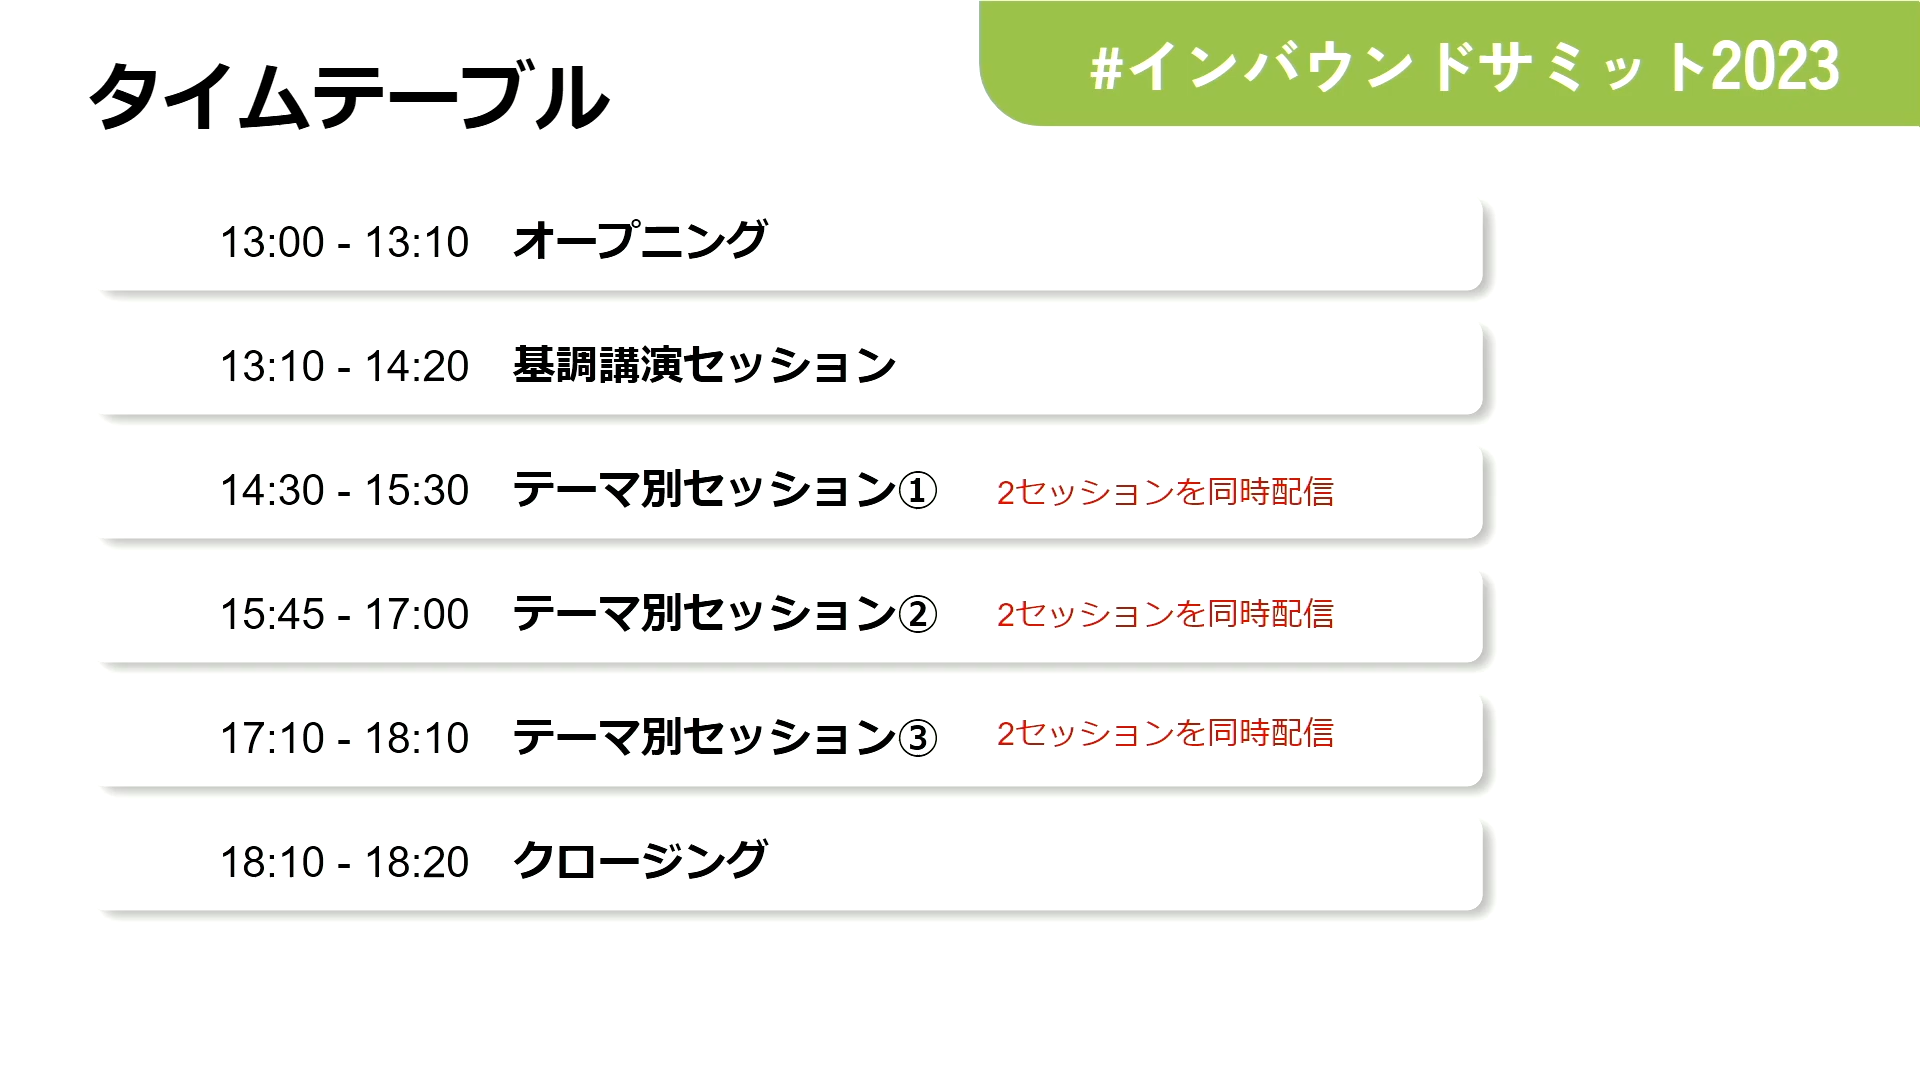 タイムテーブル
#インバウンドサミット2023
13:00 - 13:10 オープニング
13:10 - 14:20 基調講演セッション
14:30 - 15:30 テーマ別セッション① 2セッションを同時配信
15:45 - 17:00 テーマ別セッション② 2セッションを同時配信
17:10 - 18:10 テーマ別セッション③ 2セッションを同時配信
18:10 - 18:20 クロージング